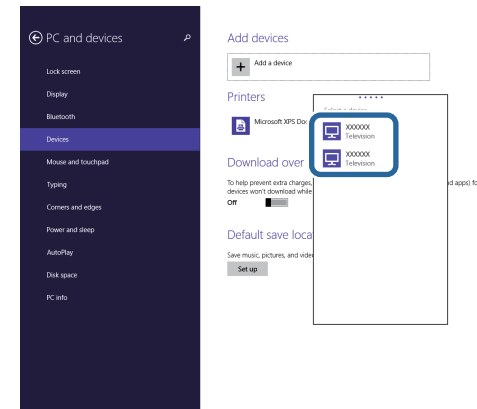 PC and devices
Lock screen
Display
Bluetooth
Devices
Mouse and touchpad
Typing
Corners and edges
Power and sleep
AutoPlay
Disk space
PC info
Add devices
Add a device
Printers
Microsoft XPS Do
Download over
To help prevent extra charges,
d apps) fo
devices won't download while
Off
Default save loca
Save music, pictures, and vide
Set up
Select a device
XXXXXX
Television
XXXXXX
Television